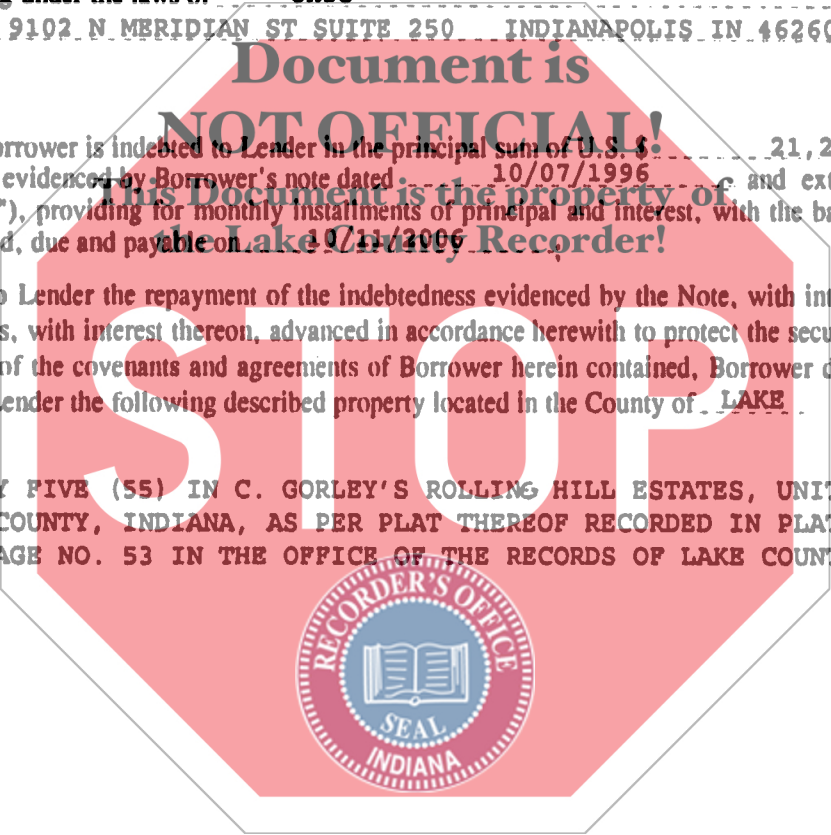 9102 N MERIDIAN ST SUITE 250 INDIANAPOLIS IN 46260
Document is
NOT OFFICIAL!
orrower is indebted to Lender in the principal sum of U.S. $ 21,2
evidenced by Borrower's note dated 10/07/1996 and ext
This Document is the property of
"), providing for monthly installments of principal and interest, with the ba
the Lake County Recorder!
d, due and payable on 10/11/2006 ;
o Lender the repayment of the indebtedness evidenced by the Note, with int
s, with interest thereon, advanced in accordance herewith to protect the secu
of the covenants and agreements of Borrower herein contained, Borrower d
ender the following described property located in the County of LAKE
STOP
Y FIVE (55) IN C. GORLEY'S ROLLING HILL ESTATES, UNIT
COUNTY, INDIANA, AS PER PLAT THEREOF RECORDED IN PLAT
AGE NO. 53 IN THE OFFICE OF THE RECORDS OF LAKE COUNT
RECORDER'S OFFICE
SEAL
INDIANA